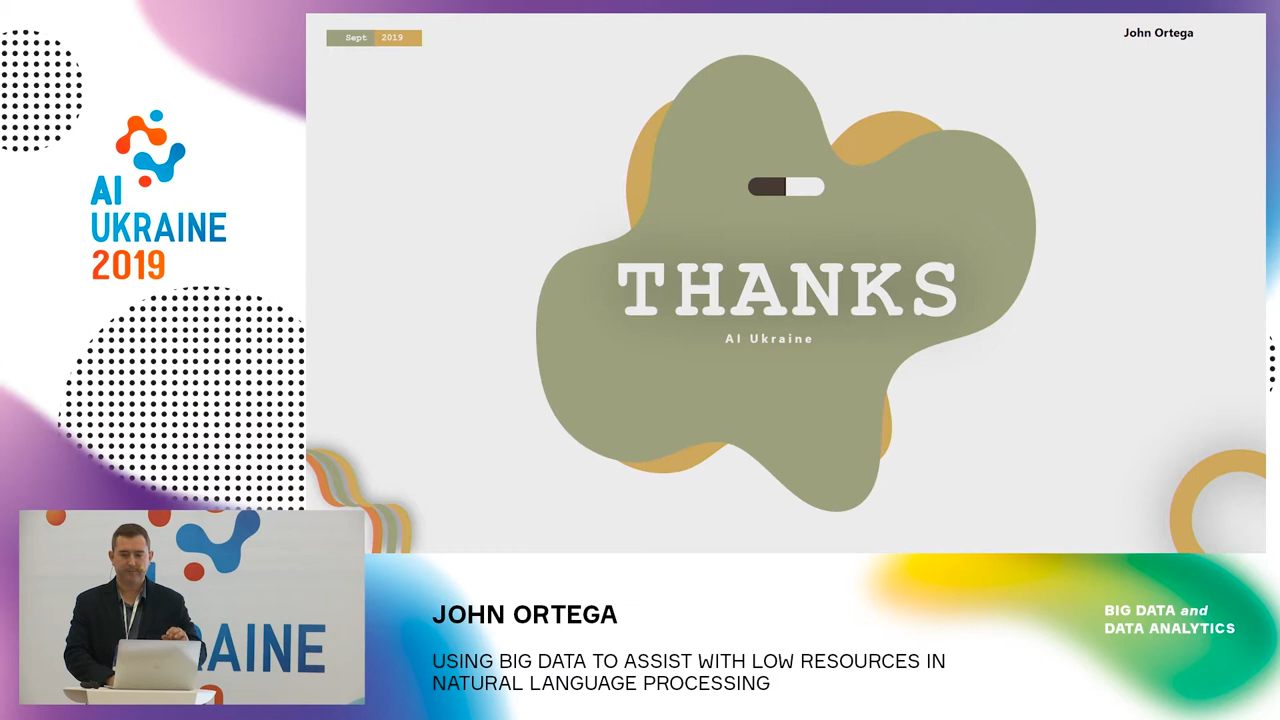 Sept 2019
John Ortega
AI
UKRAINE
2019
THANKS
AI Ukraine
RAINE
JOHN ORTEGA
USING BIG DATA TO ASSIST WITH LOW RESOURCES IN
NATURAL LANGUAGE PROCESSING
BIG DATA and
DATA ANALYTICS